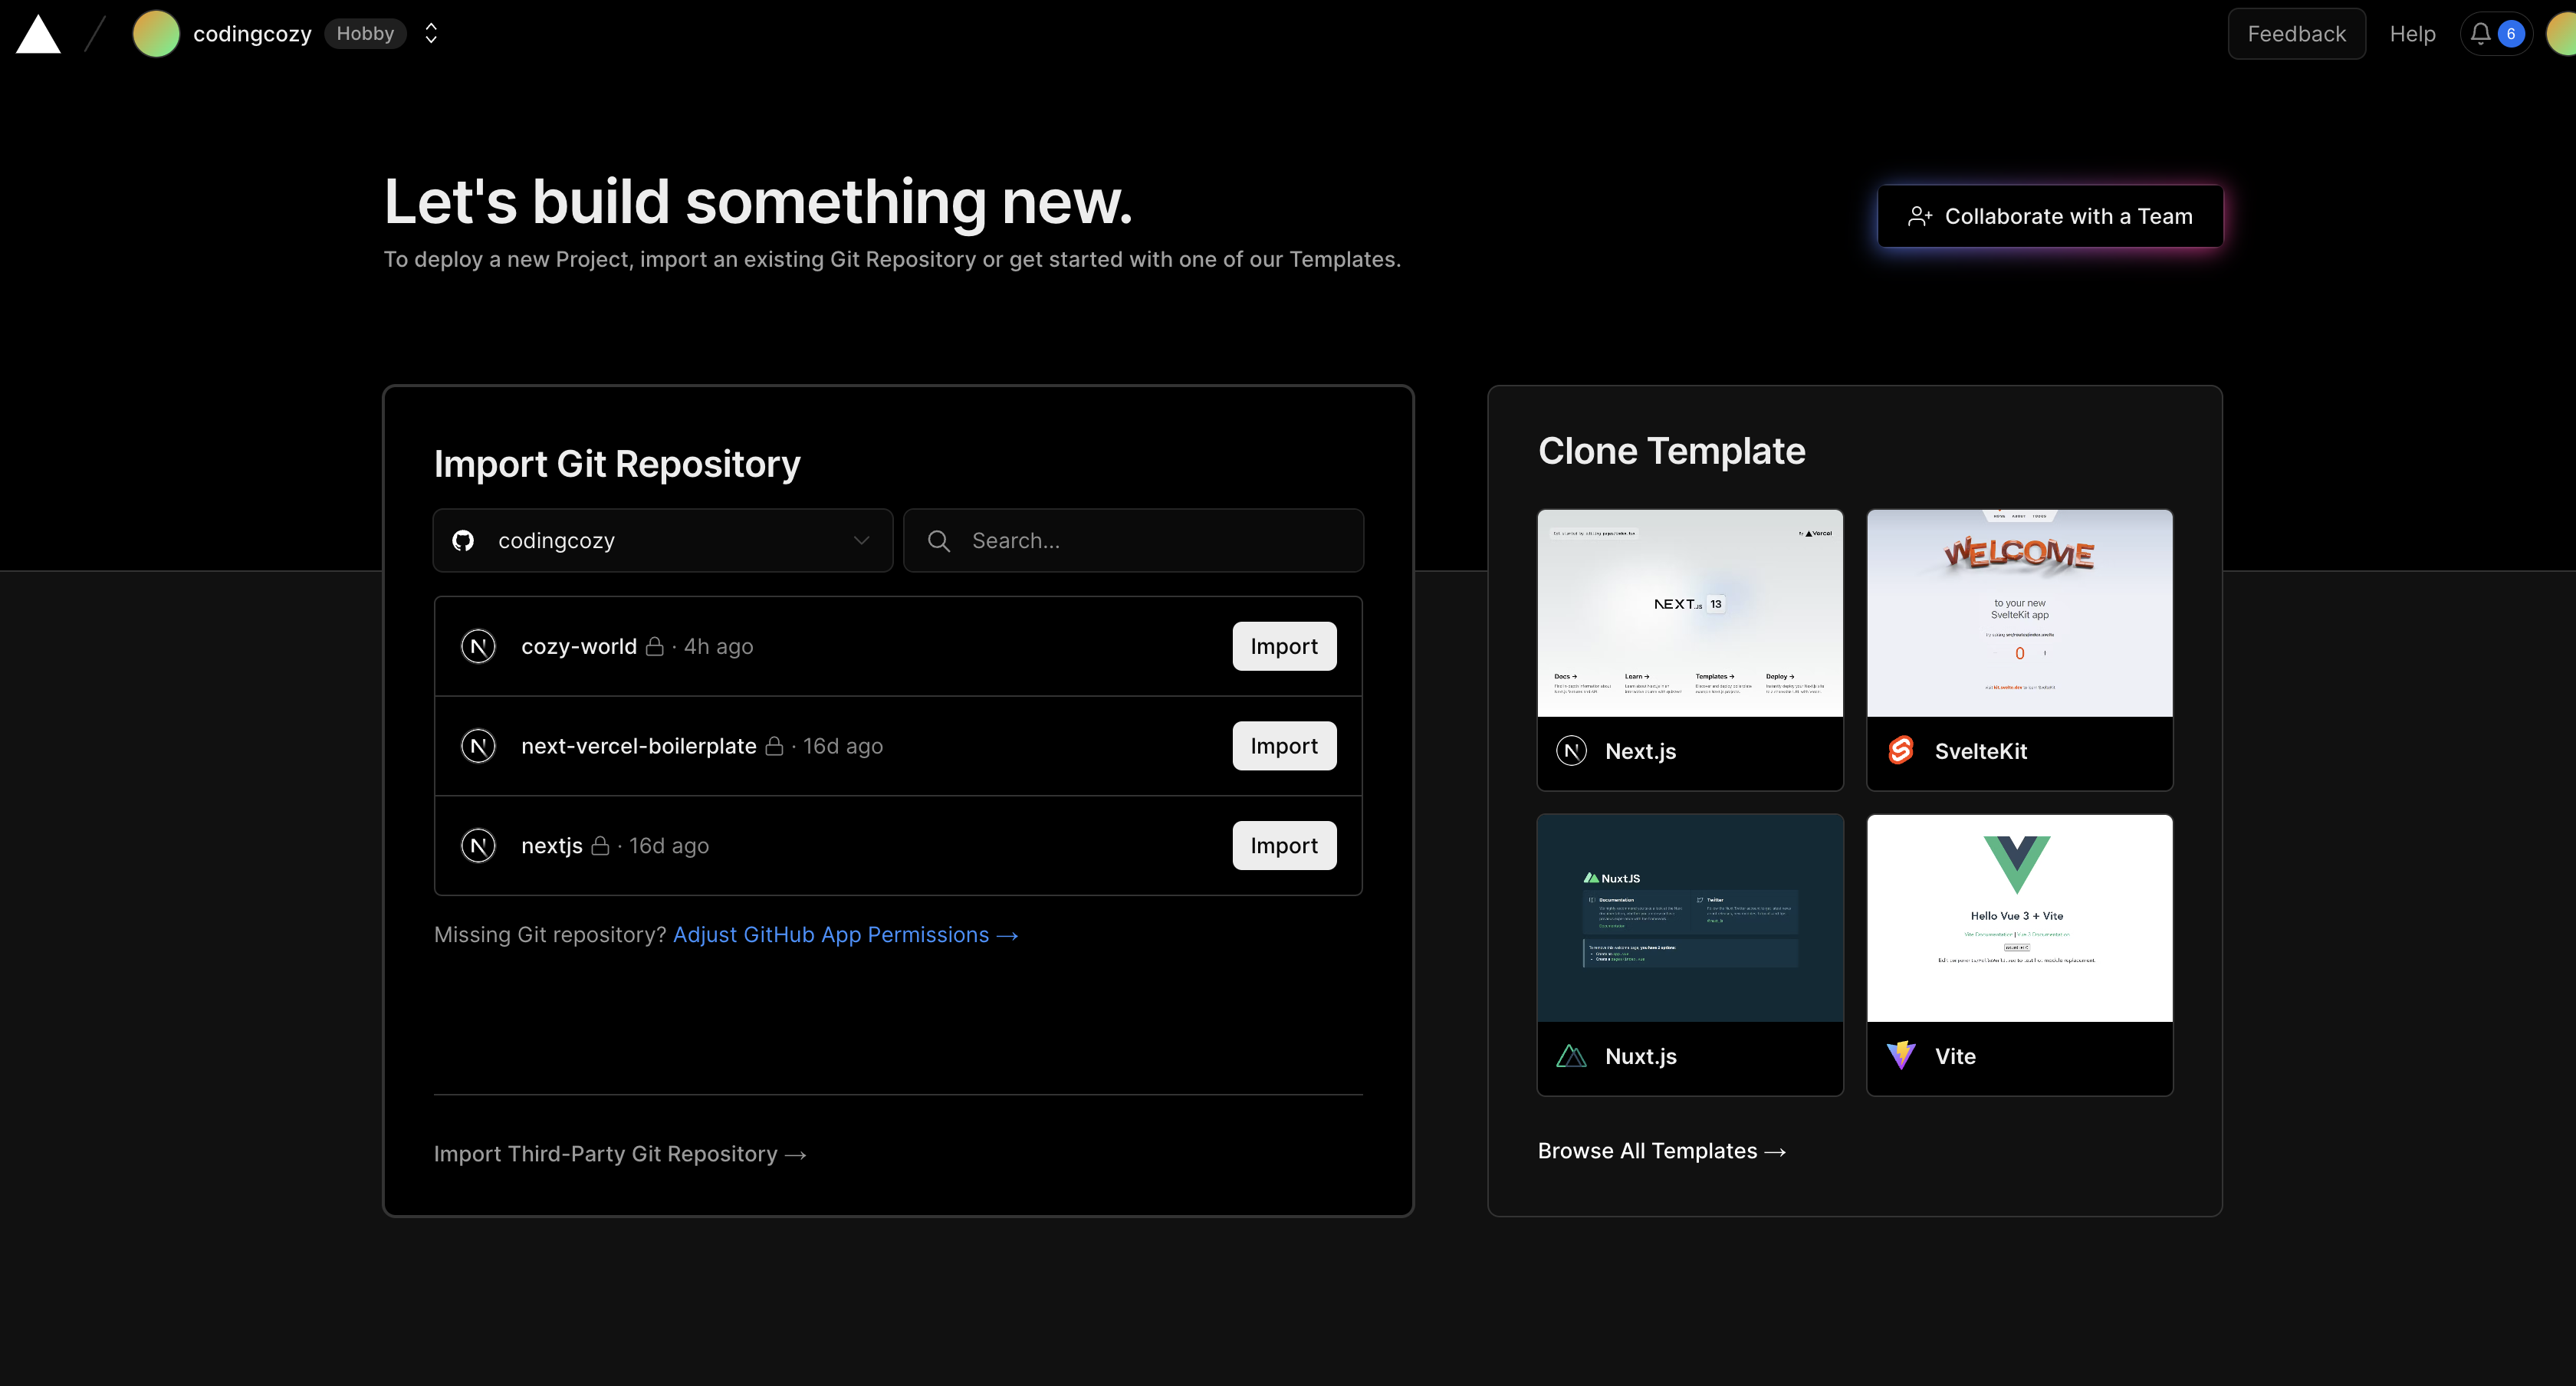 codingcozy Hobby
Feedback Help 6
Let's build something new.
To deploy a new Project, import an existing Git Repository or get started with one of our Templates.
Collaborate with a Team
Import Git Repository
codingcozy
Search...
cozy-world · 4h ago
Import
next-vercel-boilerplate · 16d ago
Import
nextjs · 16d ago
Import
Missing Git repository? Adjust GitHub App Permissions →
Import Third-Party Git Repository →
Clone Template
By Vercel
NEXT.JS 13
Docs →
Learn →
Templates →
Deploy →
Next.js
WELCOME
to your new
SvelteKit app
0
SvelteKit
NuxtJS
Documentation
Twitter
Nuxt.js
Hello Vue 3 + Vite
Vite
Browse All Templates →